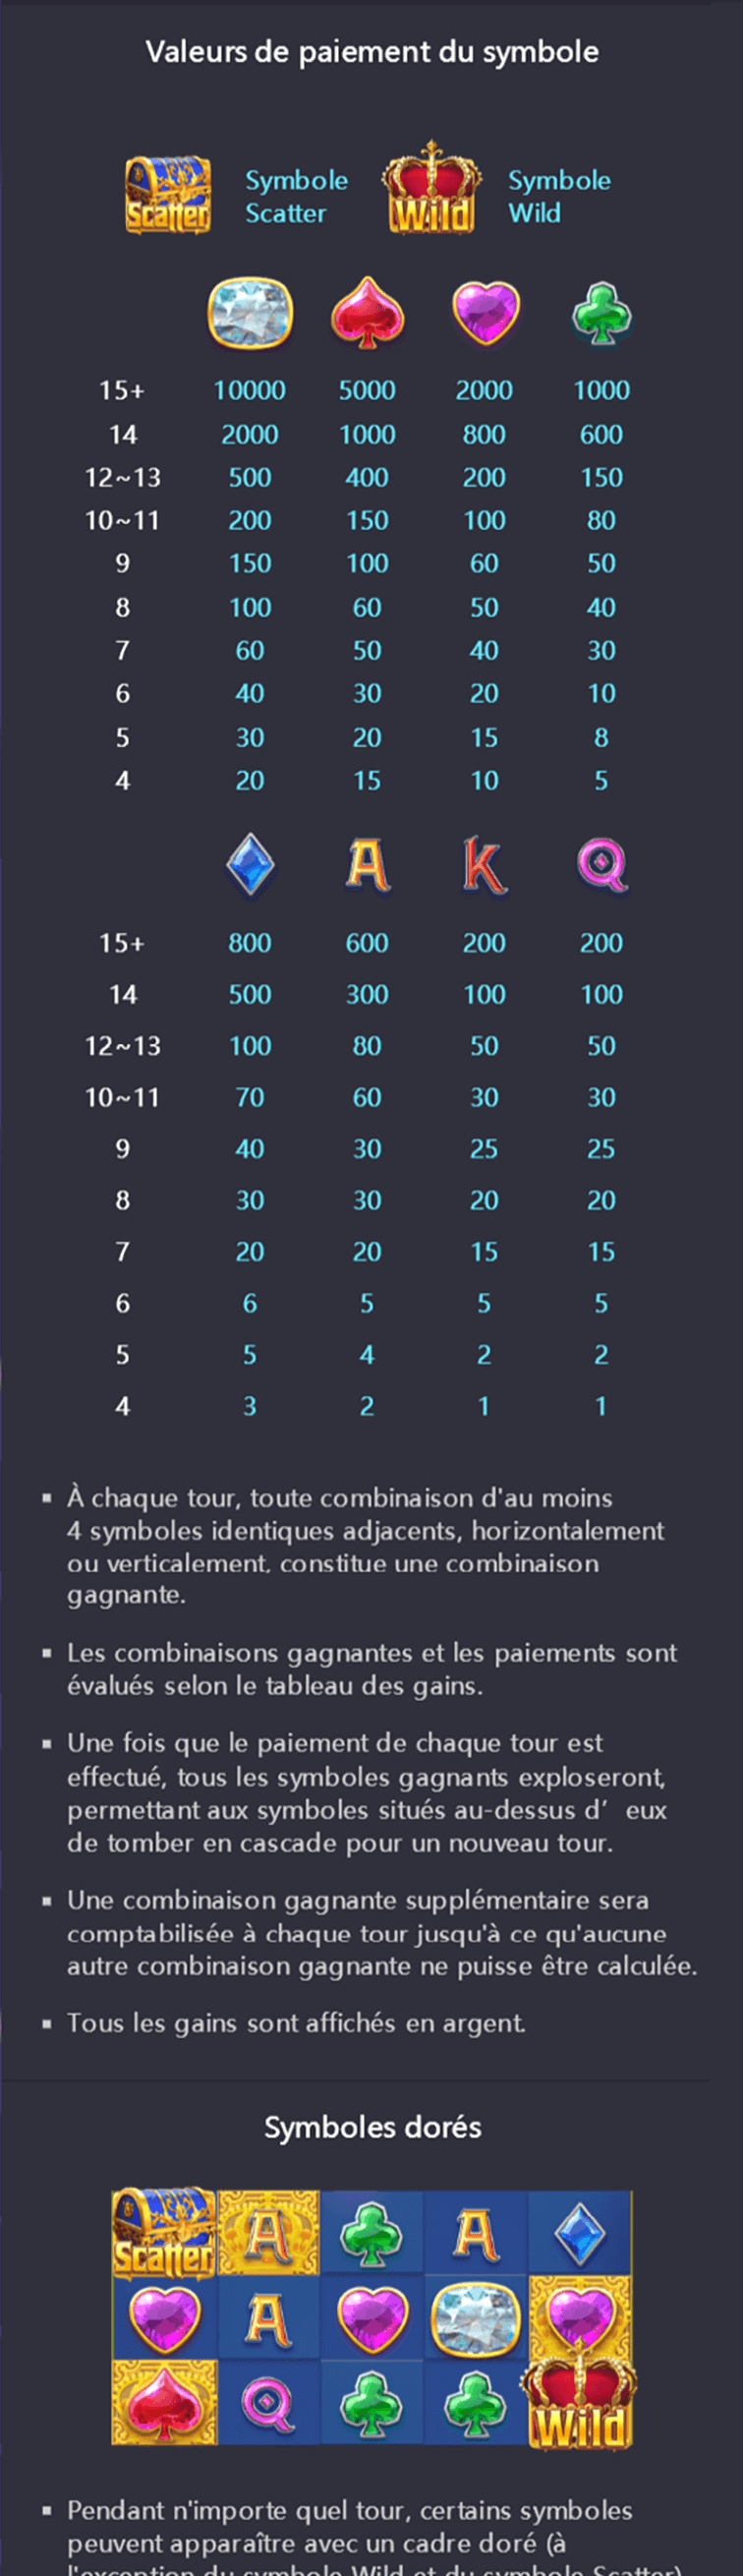 Valeurs de paiement du symbole
Scatter
Symbole
Scatter
Wild
Symbole
Wild
15+ 10000 5000 2000 1000
14 2000 1000 800 600
12~13 500 400 200 150
10~11 200 150 100 80
9 150 100 60 50
8 100 60 50 40
7 60 50 40 30
6 40 30 20 10
5 30 20 15 8
4 20 15 10 5
A K Q
15+ 800 600 200 200
14 500 300 100 100
12~13 100 80 50 50
10~11 70 60 30 30
9 40 30 25 25
8 30 30 20 20
7 20 20 15 15
6 6 5 5 5
5 5 4 2 2
4 3 2 1 1
▪ À chaque tour, toute combinaison d'au moins
4 symboles identiques adjacents, horizontalement
ou verticalement, constitue une combinaison
gagnante.
▪ Les combinaisons gagnantes et les paiements sont
évalués selon le tableau des gains.
▪ Une fois que le paiement de chaque tour est
effectué, tous les symboles gagnants exploseront,
permettant aux symboles situés au-dessus d’ eux
de tomber en cascade pour un nouveau tour.
▪ Une combinaison gagnante supplémentaire sera
comptabilisée à chaque tour jusqu'à ce qu'aucune
autre combinaison gagnante ne puisse être calculée.
▪ Tous les gains sont affichés en argent.
Symboles dorés
Scatter A A
A
Q Wild
▪ Pendant n'importe quel tour, certains symboles
peuvent apparaître avec un cadre doré (à
l'exception du symbole Wild et du symbole Scatter)